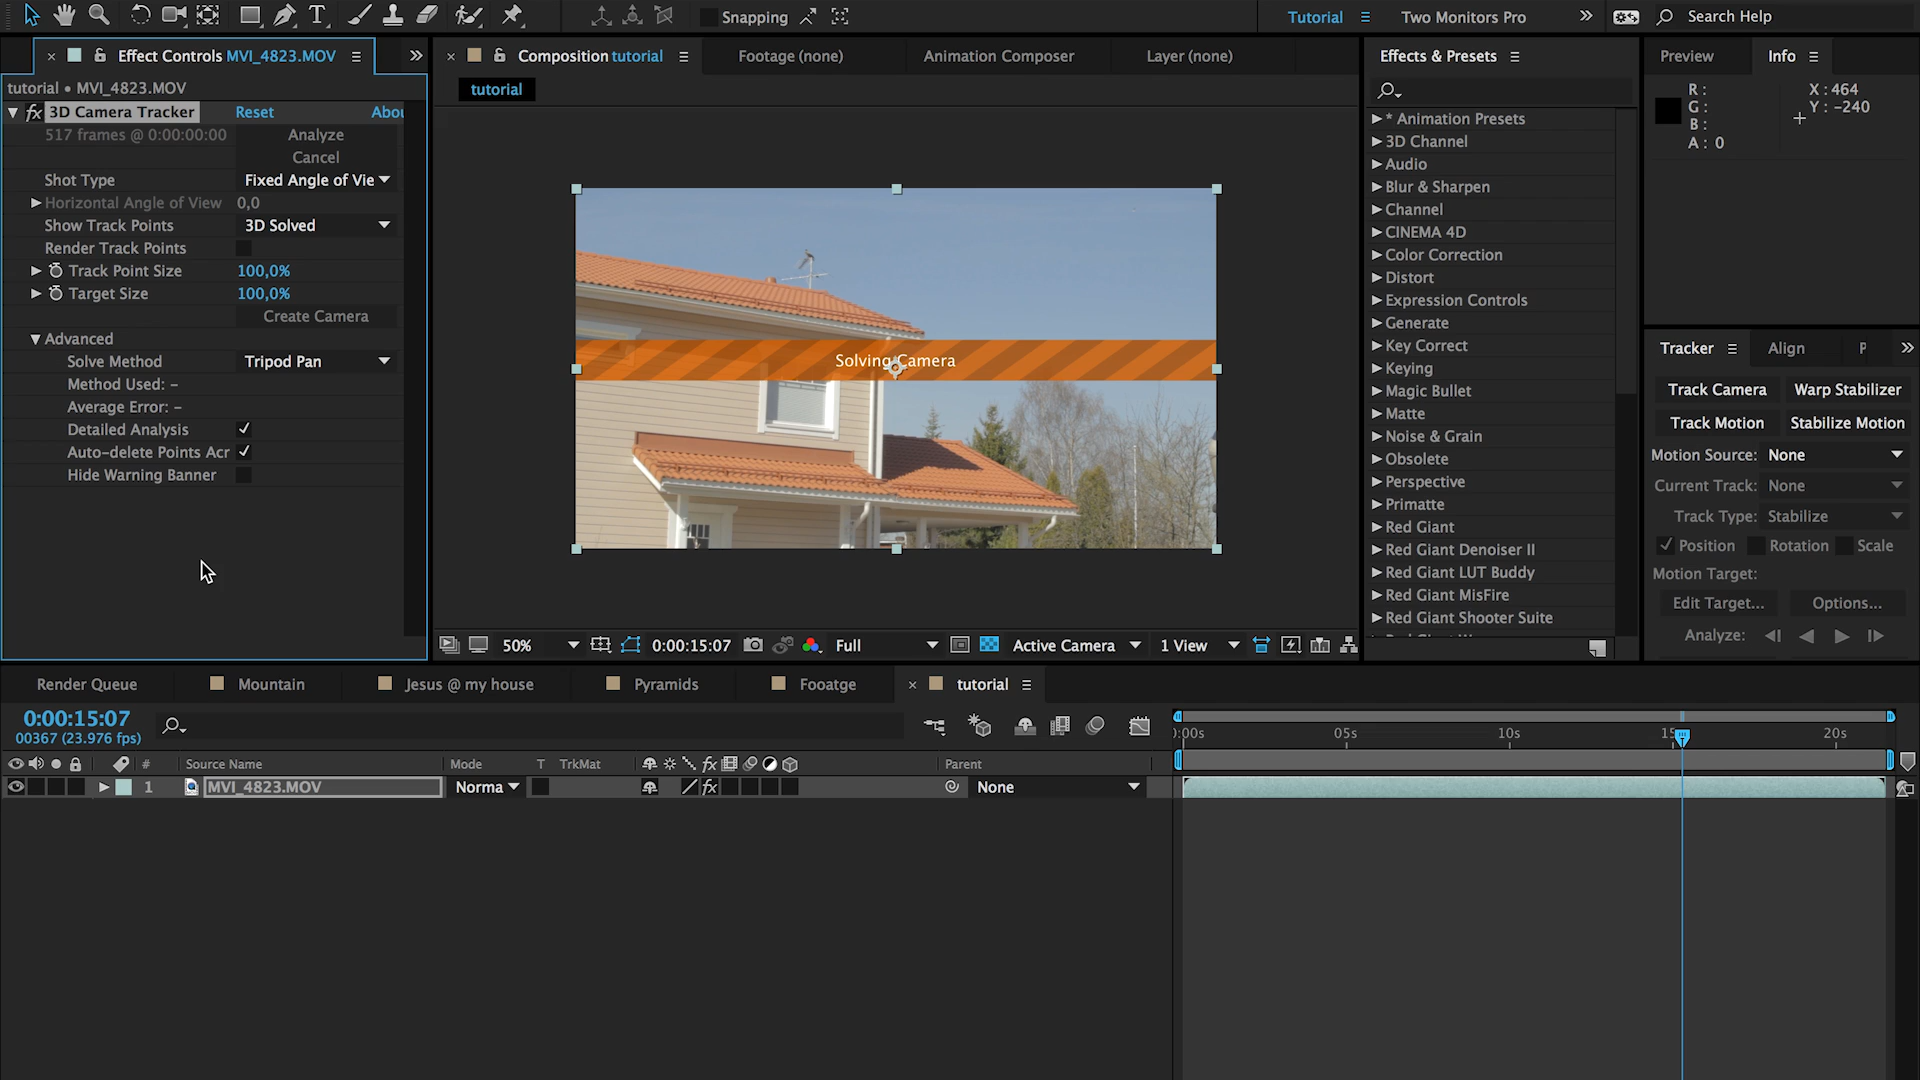 Snapping
Tutorial
Two Monitors Pro
Search Help
Effect Controls MVI_4823.MOV
tutorial • MVI_4823.MOV
fx 3D Camera Tracker Reset Abou
517 frames @ 0:00:00:00 Analyze
Cancel
Shot Type Fixed Angle of Vie
Horizontal Angle of View 0,0
Show Track Points 3D Solved
Render Track Points
Track Point Size 100,0%
Target Size 100,0%
Create Camera
Advanced
Solve Method Tripod Pan
Method Used: –
Average Error: –
Detailed Analysis
Auto-delete Points Acr
Hide Warning Banner
Composition tutorial
Footage (none)
Animation Composer
Layer (none)
tutorial
Solving Camera
50% 0:00:15:07 Full Active Camera 1 View
Effects & Presets
* Animation Presets
3D Channel
Audio
Blur & Sharpen
Channel
CINEMA 4D
Color Correction
Distort
Expression Controls
Generate
Key Correct
Keying
Magic Bullet
Matte
Noise & Grain
Obsolete
Perspective
Primatte
Red Giant
Red Giant Denoiser II
Red Giant LUT Buddy
Red Giant MisFire
Red Giant Shooter Suite
Preview Info
R : X : 464
G : Y : -240
B :
A : 0
Tracker Align P
Track Camera Warp Stabilizer
Track Motion Stabilize Motion
Motion Source: None
Current Track: None
Track Type: Stabilize
Position Rotation Scale
Motion Target:
Edit Target... Options...
Analyze:
Render Queue Mountain Jesus @ my house Pyramids Fooatge tutorial
0:00:15:07
00367 (23.976 fps)
# Source Name Mode T TrkMat fx Parent
1 MVI_4823.MOV Norma fx None
):00s 05s 10s 15 20s